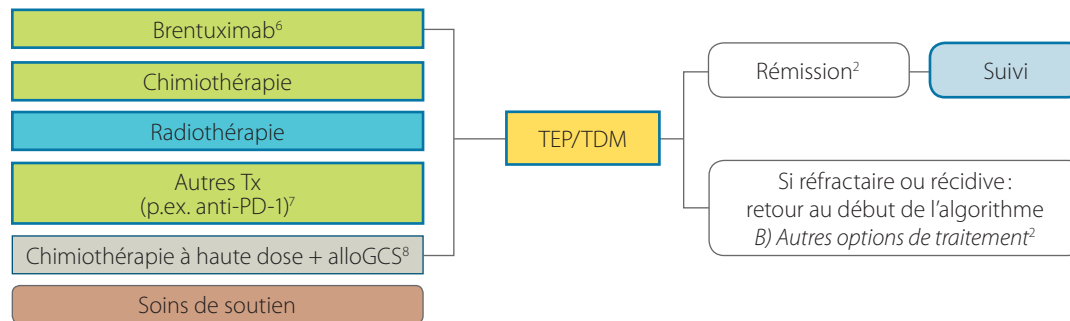 Brentuximab⁶
Chimiothérapie
Radiothérapie
Autres Tx
(p.ex. anti-PD-1)⁷
Chimiothérapie à haute dose + alloGCS⁸
Soins de soutien
TEP/TDM
Rémission²
Suivi
Si réfractaire ou récidive :
retour au début de l’algorithme
B) Autres options de traitement²